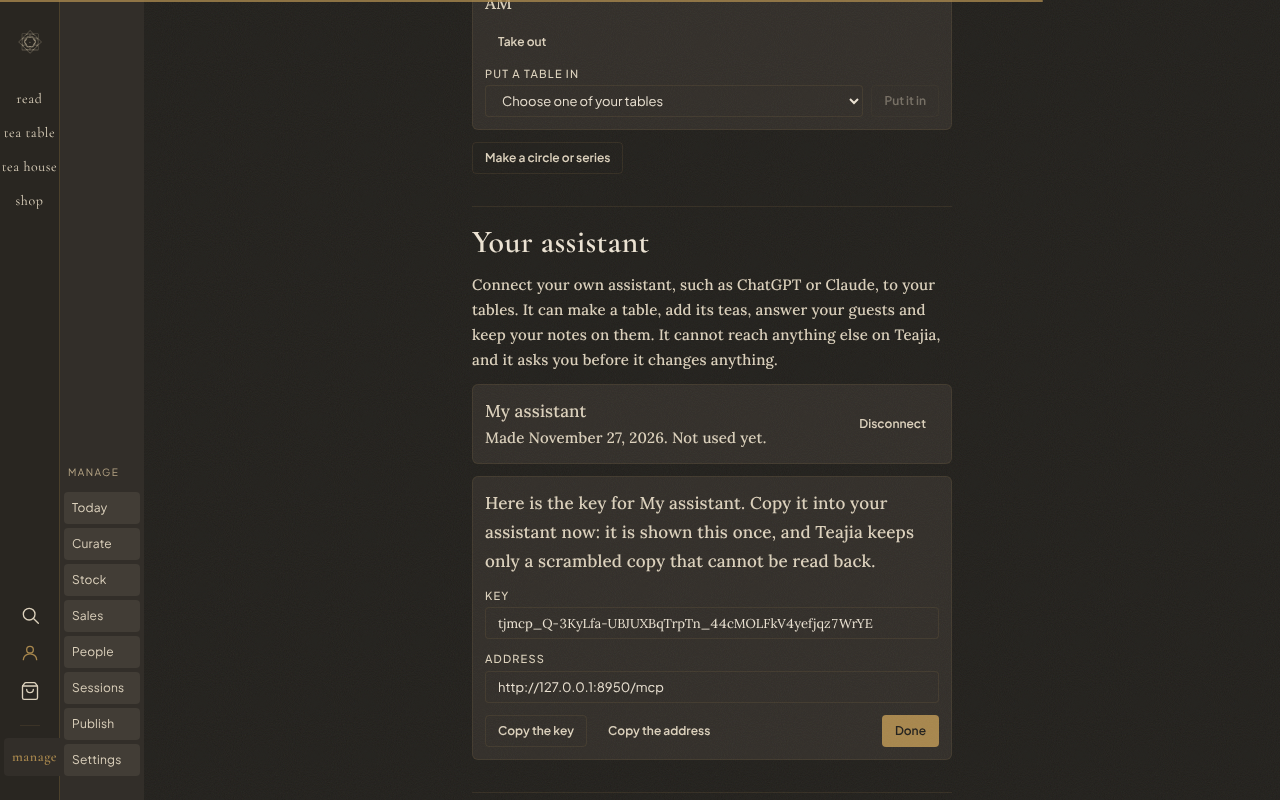 read
tea table
tea house
shop
MANAGE
Today
Curate
Stock
Sales
People
Sessions
Publish
Settings
manage
AM
Take out
PUT A TABLE IN
Choose one of your tables
Put it in
Make a circle or series
Your assistant
Connect your own assistant, such as ChatGPT or Claude, to your
tables. It can make a table, add its teas, answer your guests and
keep your notes on them. It cannot reach anything else on Teajia,
and it asks you before it changes anything.
My assistant
Made November 27, 2026. Not used yet.
Disconnect
Here is the key for My assistant. Copy it into your
assistant now: it is shown this once, and Teajia keeps
only a scrambled copy that cannot be read back.
KEY
tjmcp_Q-3KyLfa-UBJUXBqTrpTn_44cMOLFkV4yefjqz7WrYE
ADDRESS
http://127.0.0.1:8950/mcp
Copy the key
Copy the address
Done